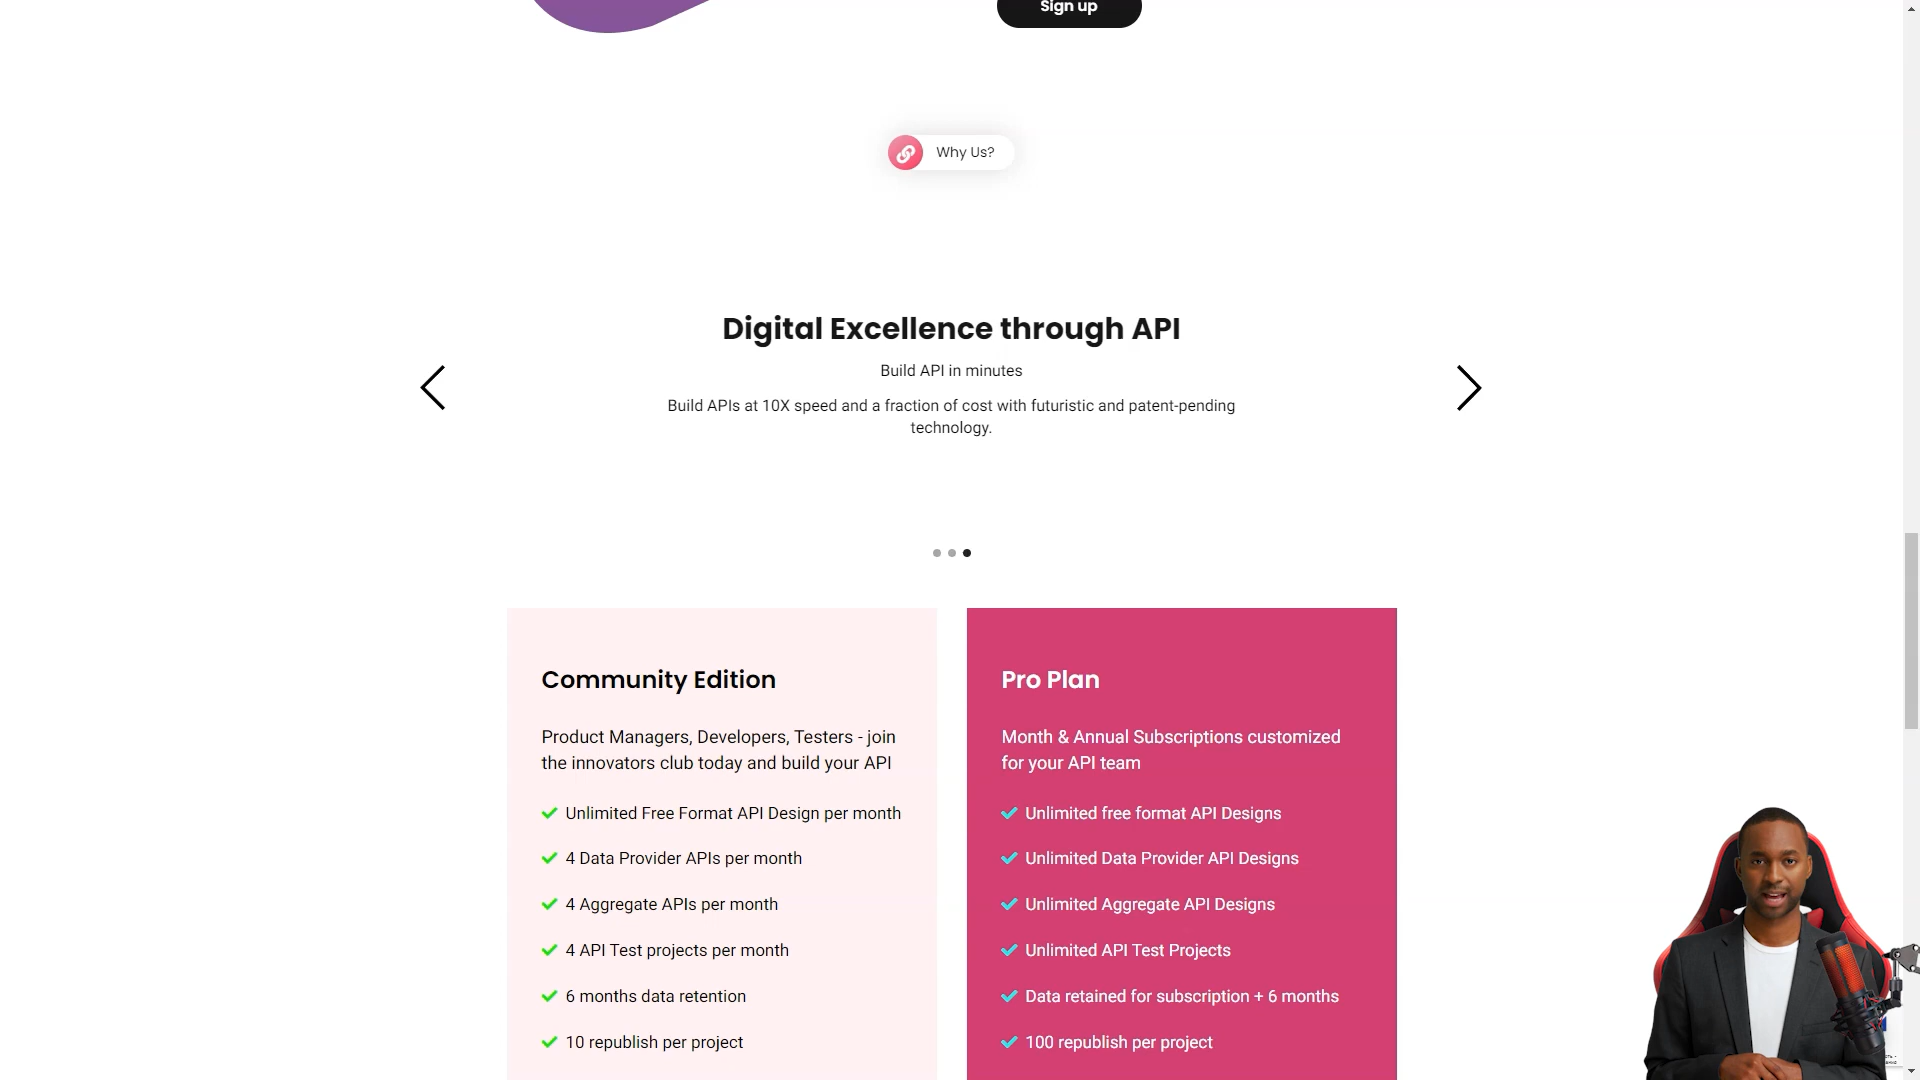 Sign up
Why Us?
Digital Excellence through API
Build API in minutes
Build APIs at 10X speed and a fraction of cost with futuristic and patent-pending
technology.
Community Edition
Product Managers, Developers, Testers - join
the innovators club today and build your API
Unlimited Free Format API Design per month
4 Data Provider APIs per month
4 Aggregate APIs per month
4 API Test projects per month
6 months data retention
10 republish per project
Pro Plan
Month & Annual Subscriptions customized
for your API team
Unlimited free format API Designs
Unlimited Data Provider API Designs
Unlimited Aggregate API Designs
Unlimited API Test Projects
Data retained for subscription + 6 months
100 republish per project